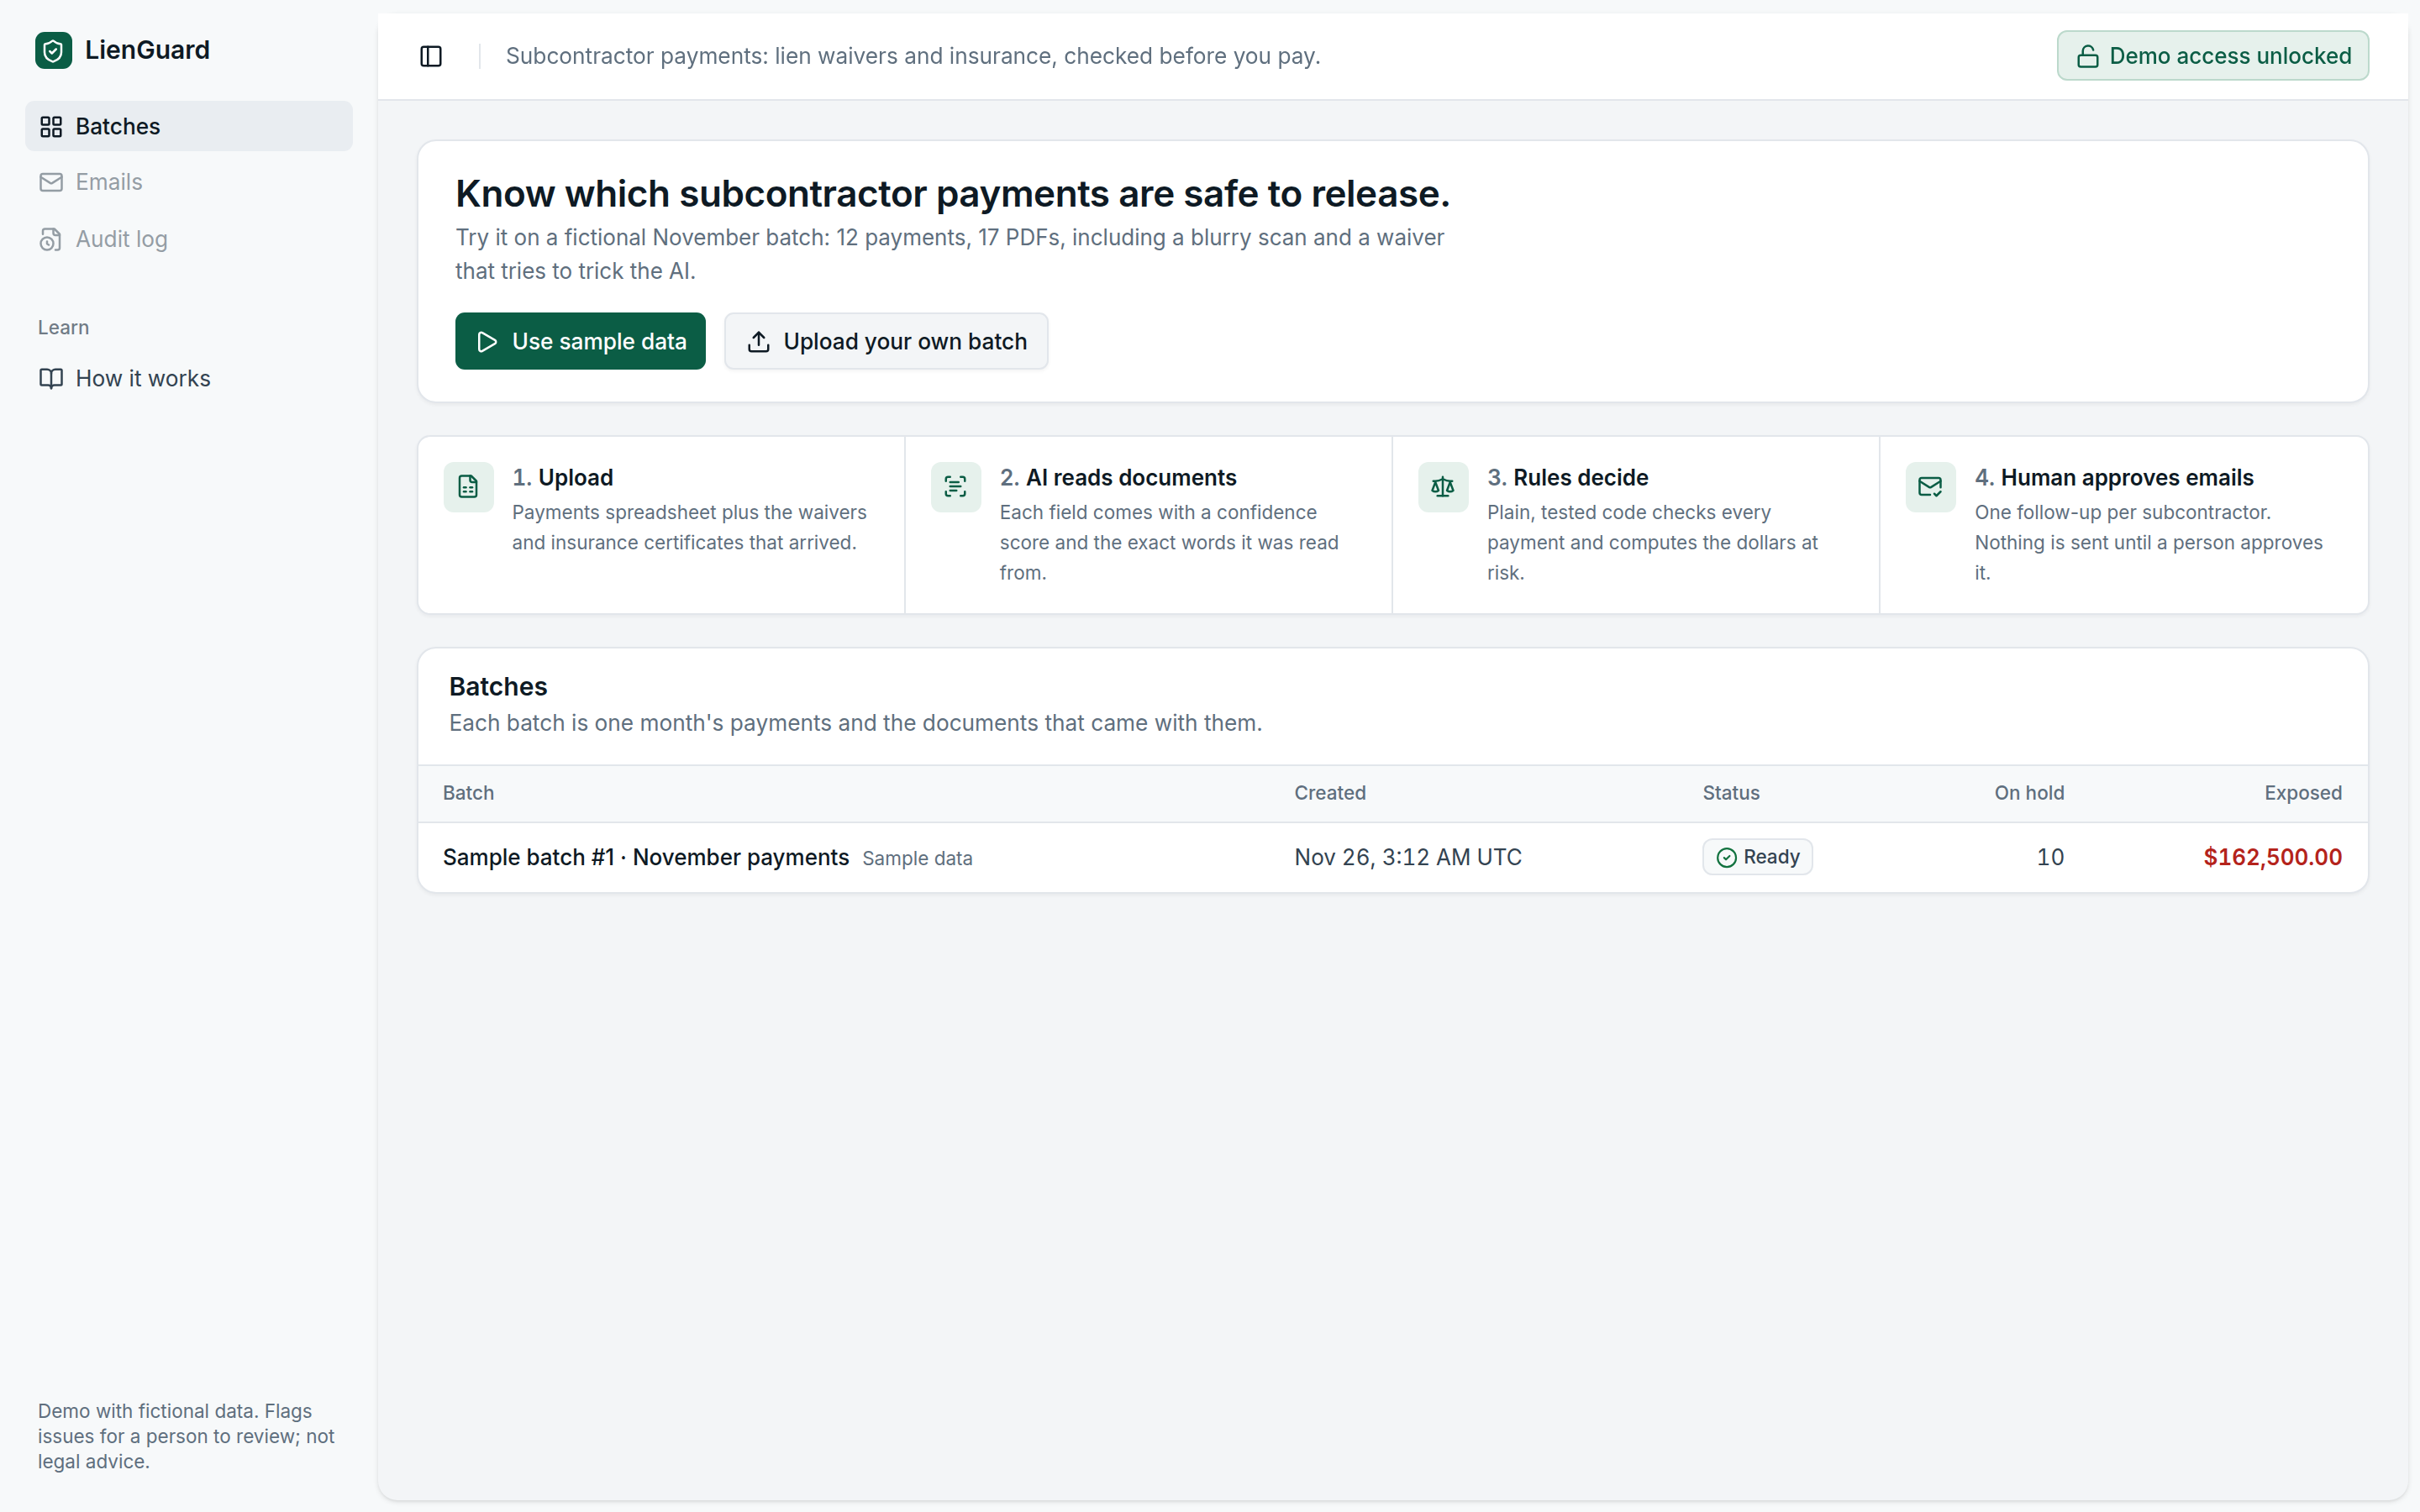 LienGuard
Batches
Emails
Audit log
Learn
How it works
Demo with fictional data. Flags
issues for a person to review; not
legal advice.
Subcontractor payments: lien waivers and insurance, checked before you pay.
Demo access unlocked
Know which subcontractor payments are safe to release.
Try it on a fictional November batch: 12 payments, 17 PDFs, including a blurry scan and a waiver
that tries to trick the AI.
Use sample data
Upload your own batch
1. Upload
Payments spreadsheet plus the waivers
and insurance certificates that arrived.
2. AI reads documents
Each field comes with a confidence
score and the exact words it was read
from.
3. Rules decide
Plain, tested code checks every
payment and computes the dollars at
risk.
4. Human approves emails
One follow-up per subcontractor.
Nothing is sent until a person approves
it.
Batches
Each batch is one month's payments and the documents that came with them.
Batch Created Status On hold Exposed
Sample batch #1 · November payments Sample data Nov 26, 3:12 AM UTC Ready 10 $162,500.00